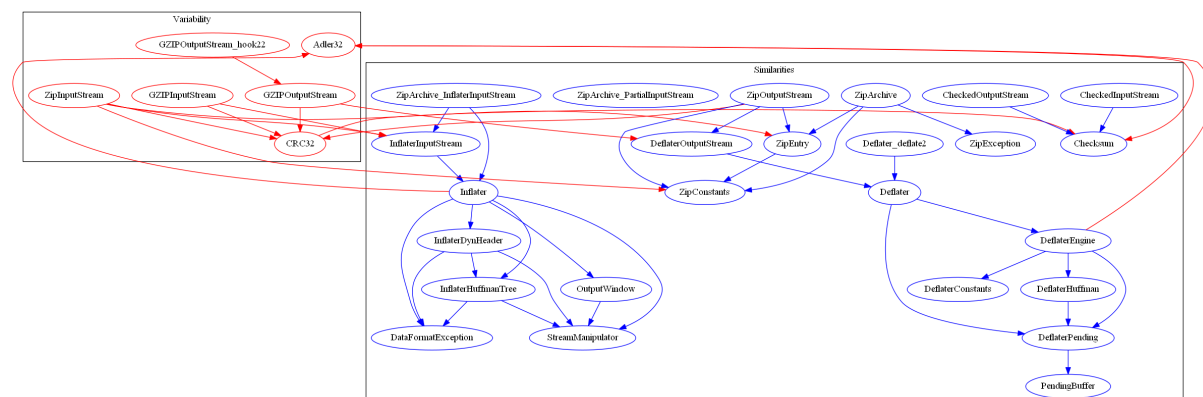 Variability
GZIPOutputStream_hook22
Adler32
Similarities
ZipInputStream
GZIPInputStream
GZIPOutputStream
ZipArchive_InflaterInputStream
ZipArchive_PartialInputStream
ZipOutputStream
ZipArchive
CheckedOutputStream
CheckedInputStream
CRC32
InflaterInputStream
DeflaterOutputStream
ZipEntry
Deflater_deflate2
ZipException
Checksum
Inflater
ZipConstants
Deflater
InflaterDynHeader
DeflaterEngine
InflaterHuffmanTree
OutputWindow
DeflaterConstants
DeflaterHuffman
DataFormatException
StreamManipulator
DeflaterPending
PendingBuffer